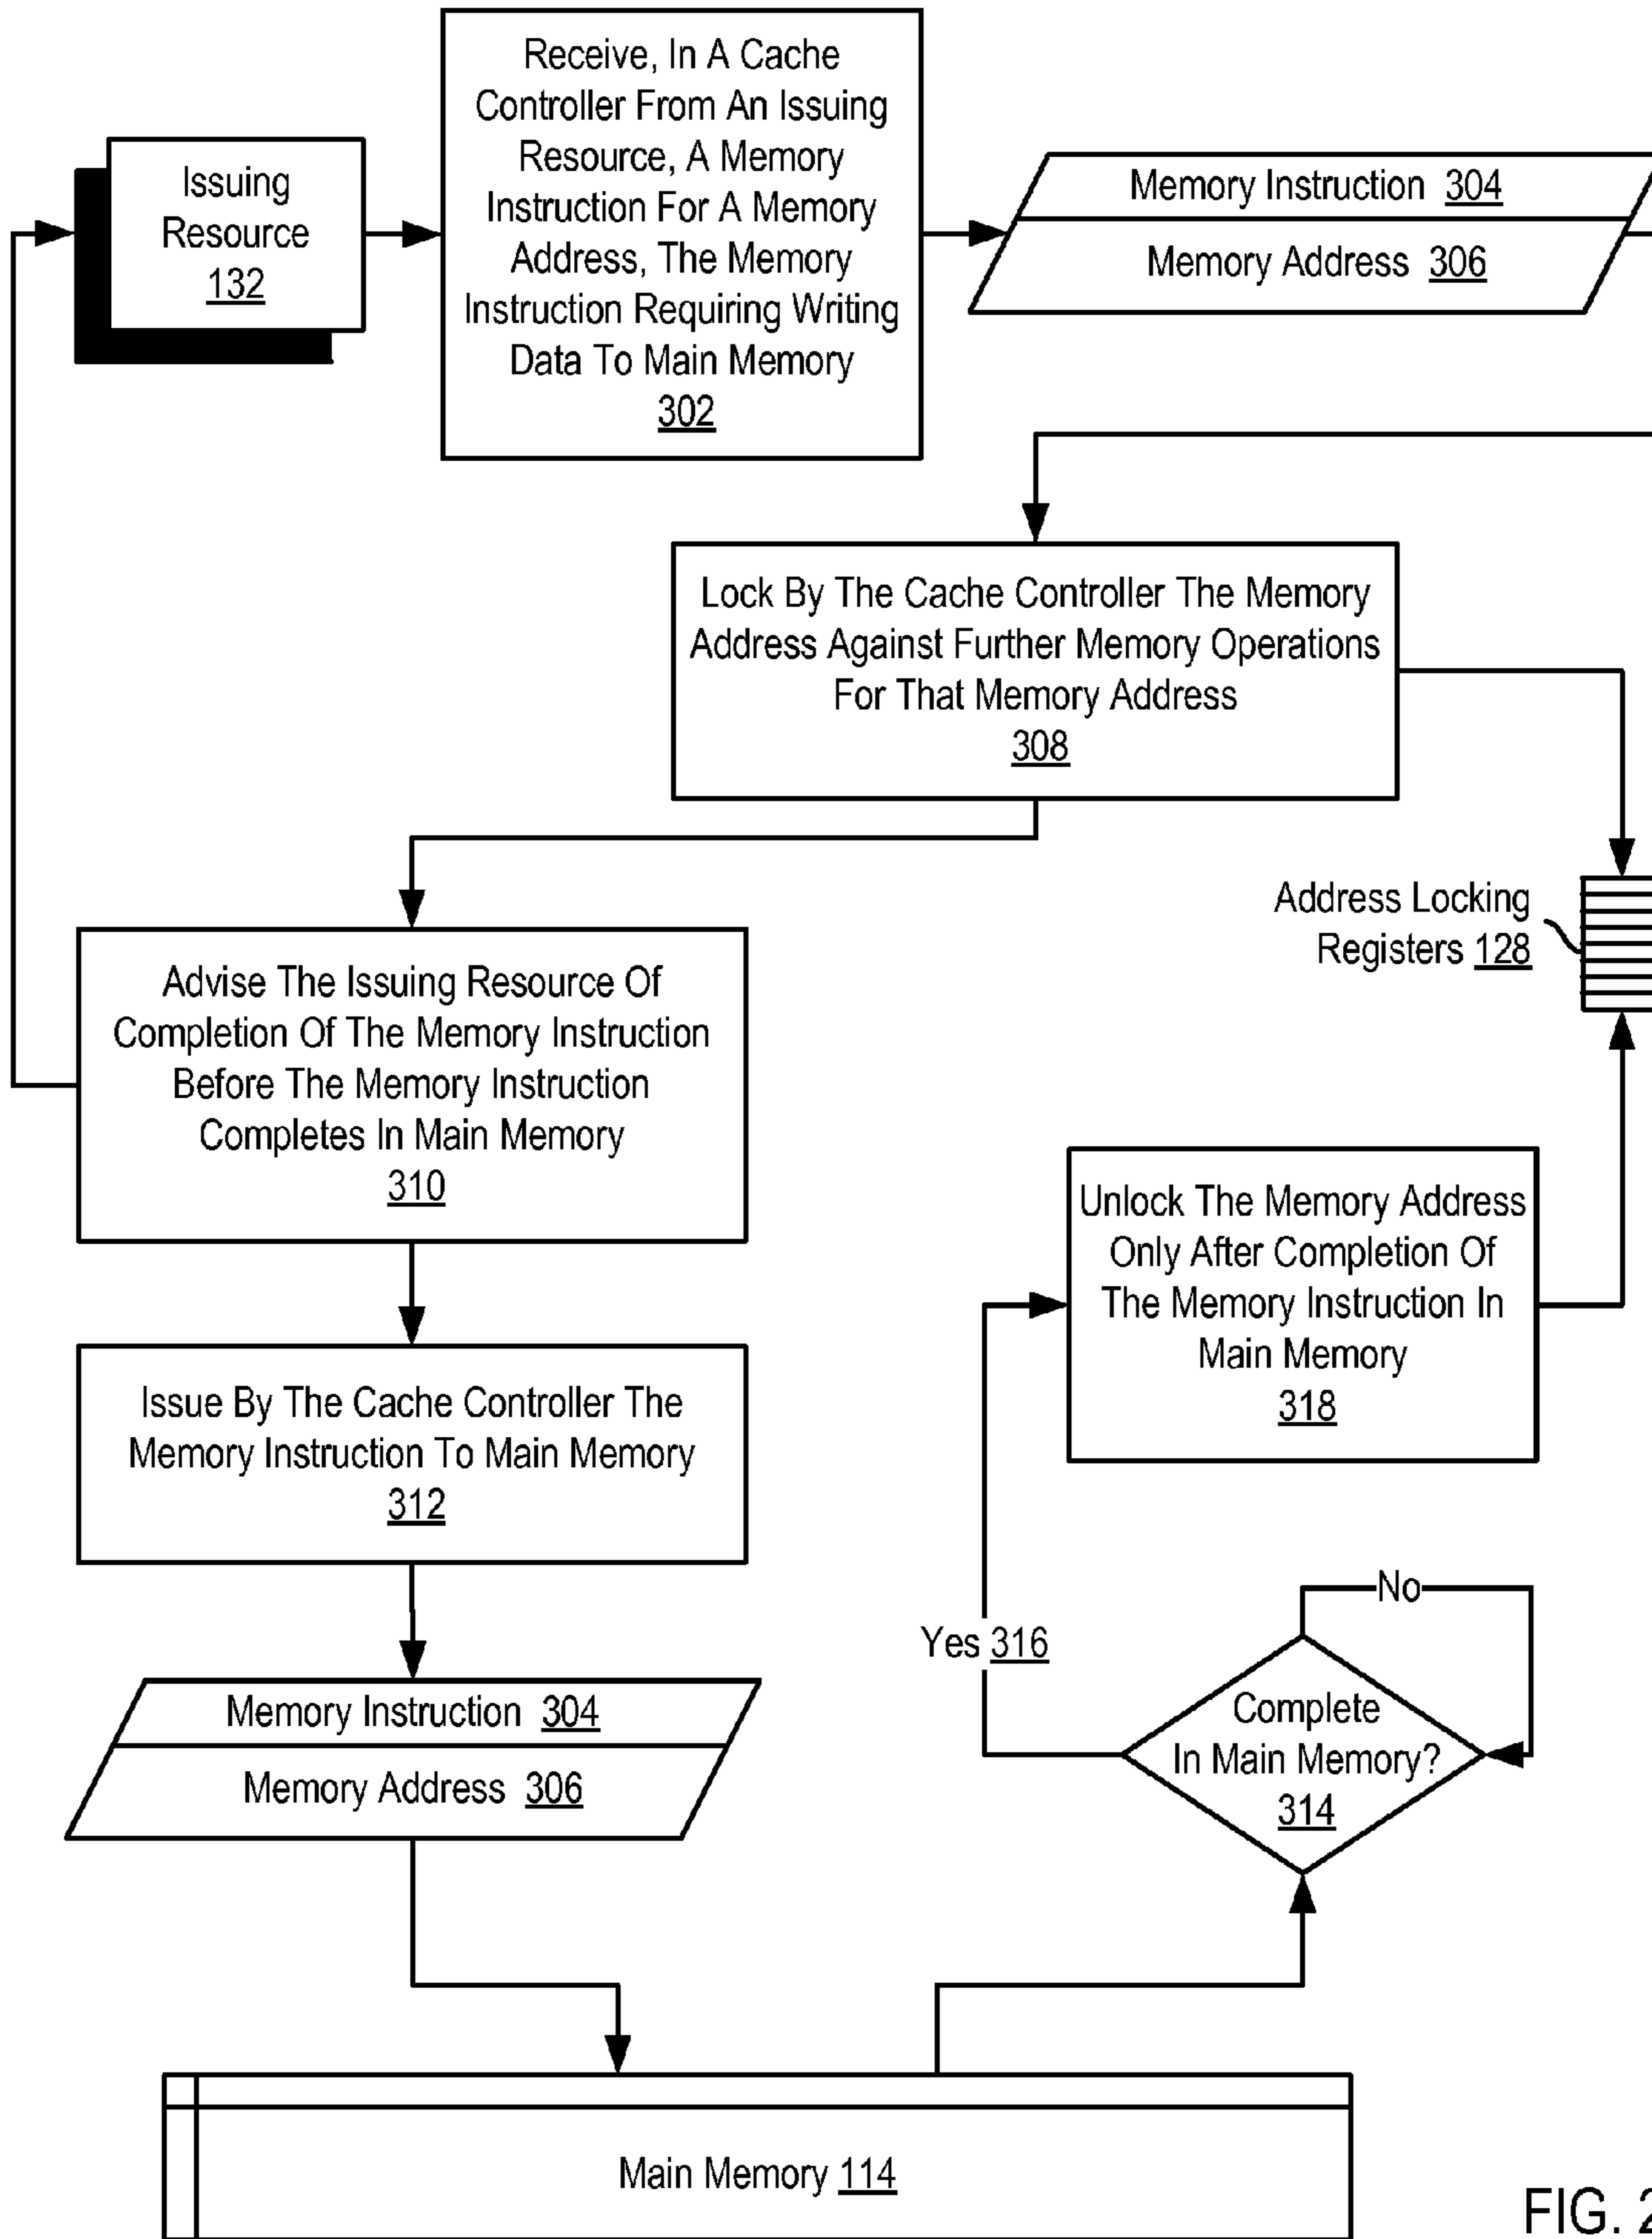 Issuing
Resource
132
Receive, In A Cache
Controller From An Issuing
Resource, A Memory
Instruction For A Memory
Address, The Memory
Instruction Requiring Writing
Data To Main Memory
302
Memory Instruction 304
Memory Address 306
Lock By The Cache Controller The Memory
Address Against Further Memory Operations
For That Memory Address
308
Address Locking
Registers 128
Advise The Issuing Resource Of
Completion Of The Memory Instruction
Before The Memory Instruction
Completes In Main Memory
310
Unlock The Memory Address
Only After Completion Of
The Memory Instruction In
Main Memory
318
Issue By The Cache Controller The
Memory Instruction To Main Memory
312
No
Yes 316
Complete
In Main Memory?
314
Memory Instruction 304
Memory Address 306
Main Memory 114
FIG. 2